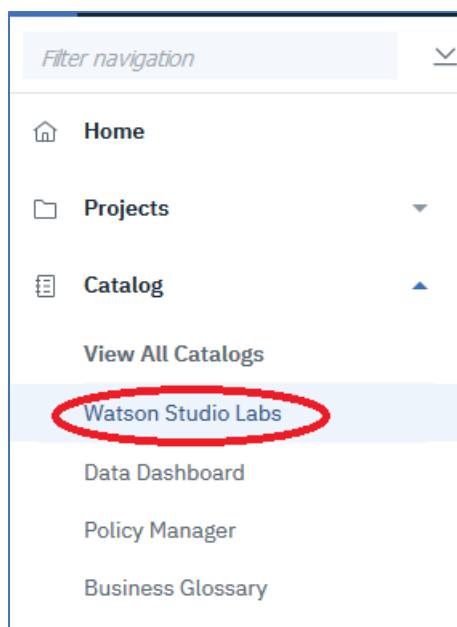 Filter navigation
Home
Projects
Catalog
View All Catalogs
Watson Studio Labs
Data Dashboard
Policy Manager
Business Glossary